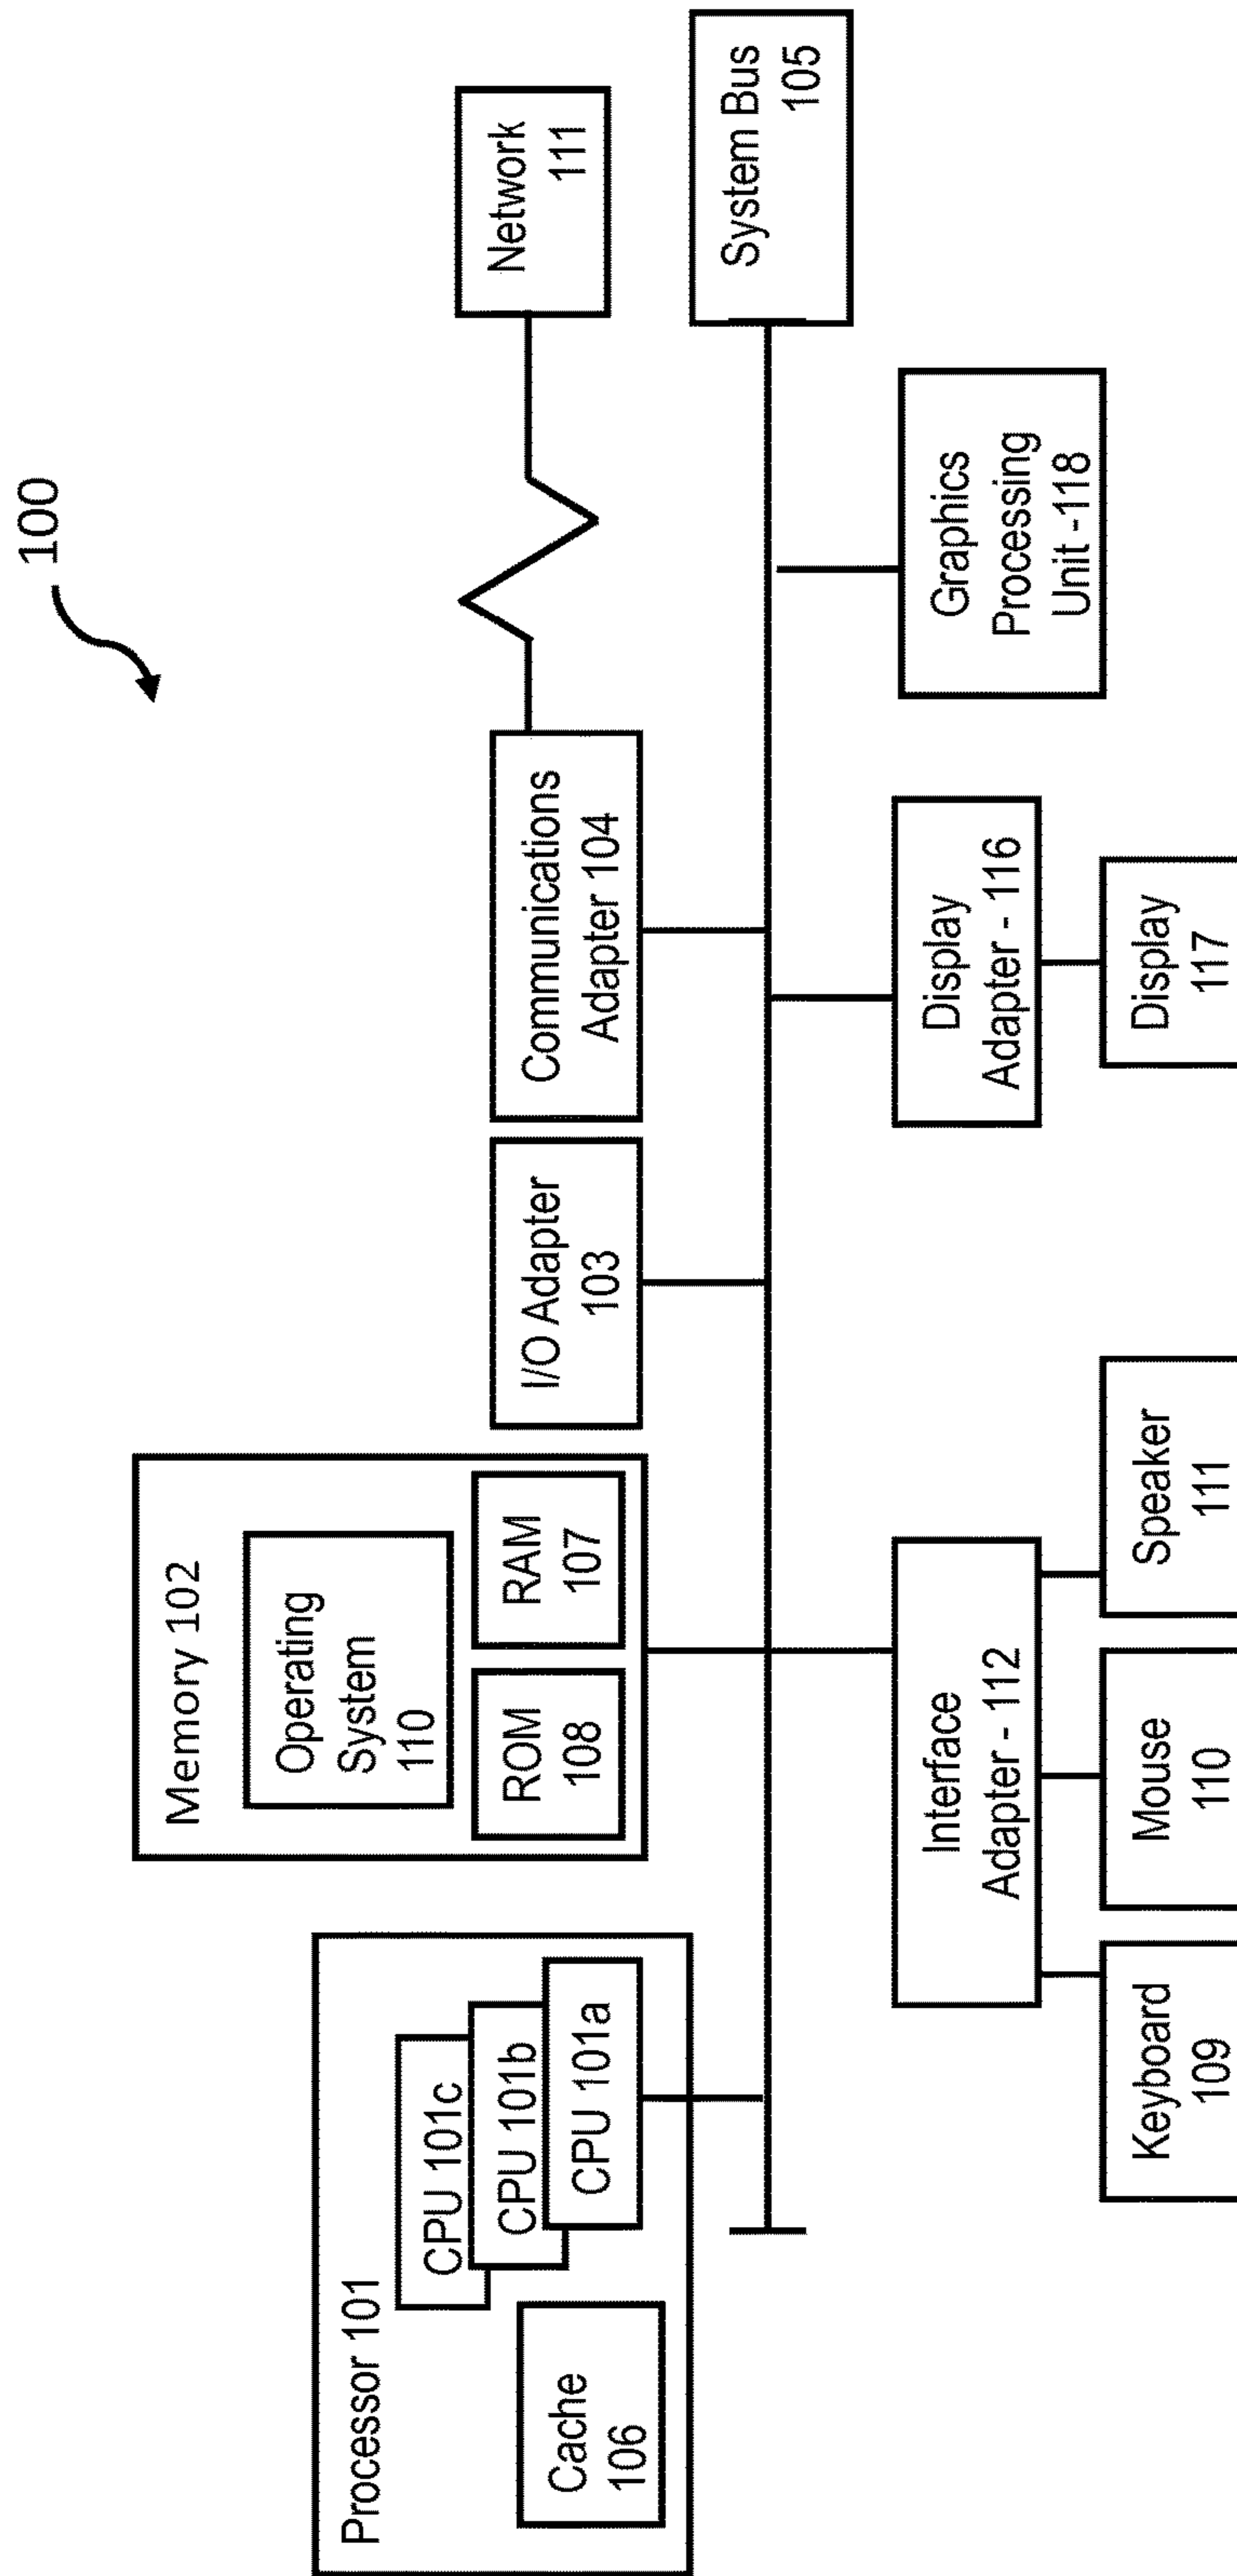 100
Processor 101
CPU 101c
CPU 101b
CPU 101a
Cache
106
Memory 102
Operating
System
110
ROM
108
RAM
107
I/O Adapter
103
Communications
Adapter 104
Network
111
System Bus
105
Interface
Adapter - 112
Keyboard
109
Mouse
110
Speaker
111
Display
Adapter - 116
Display
117
Graphics
Processing
Unit -118